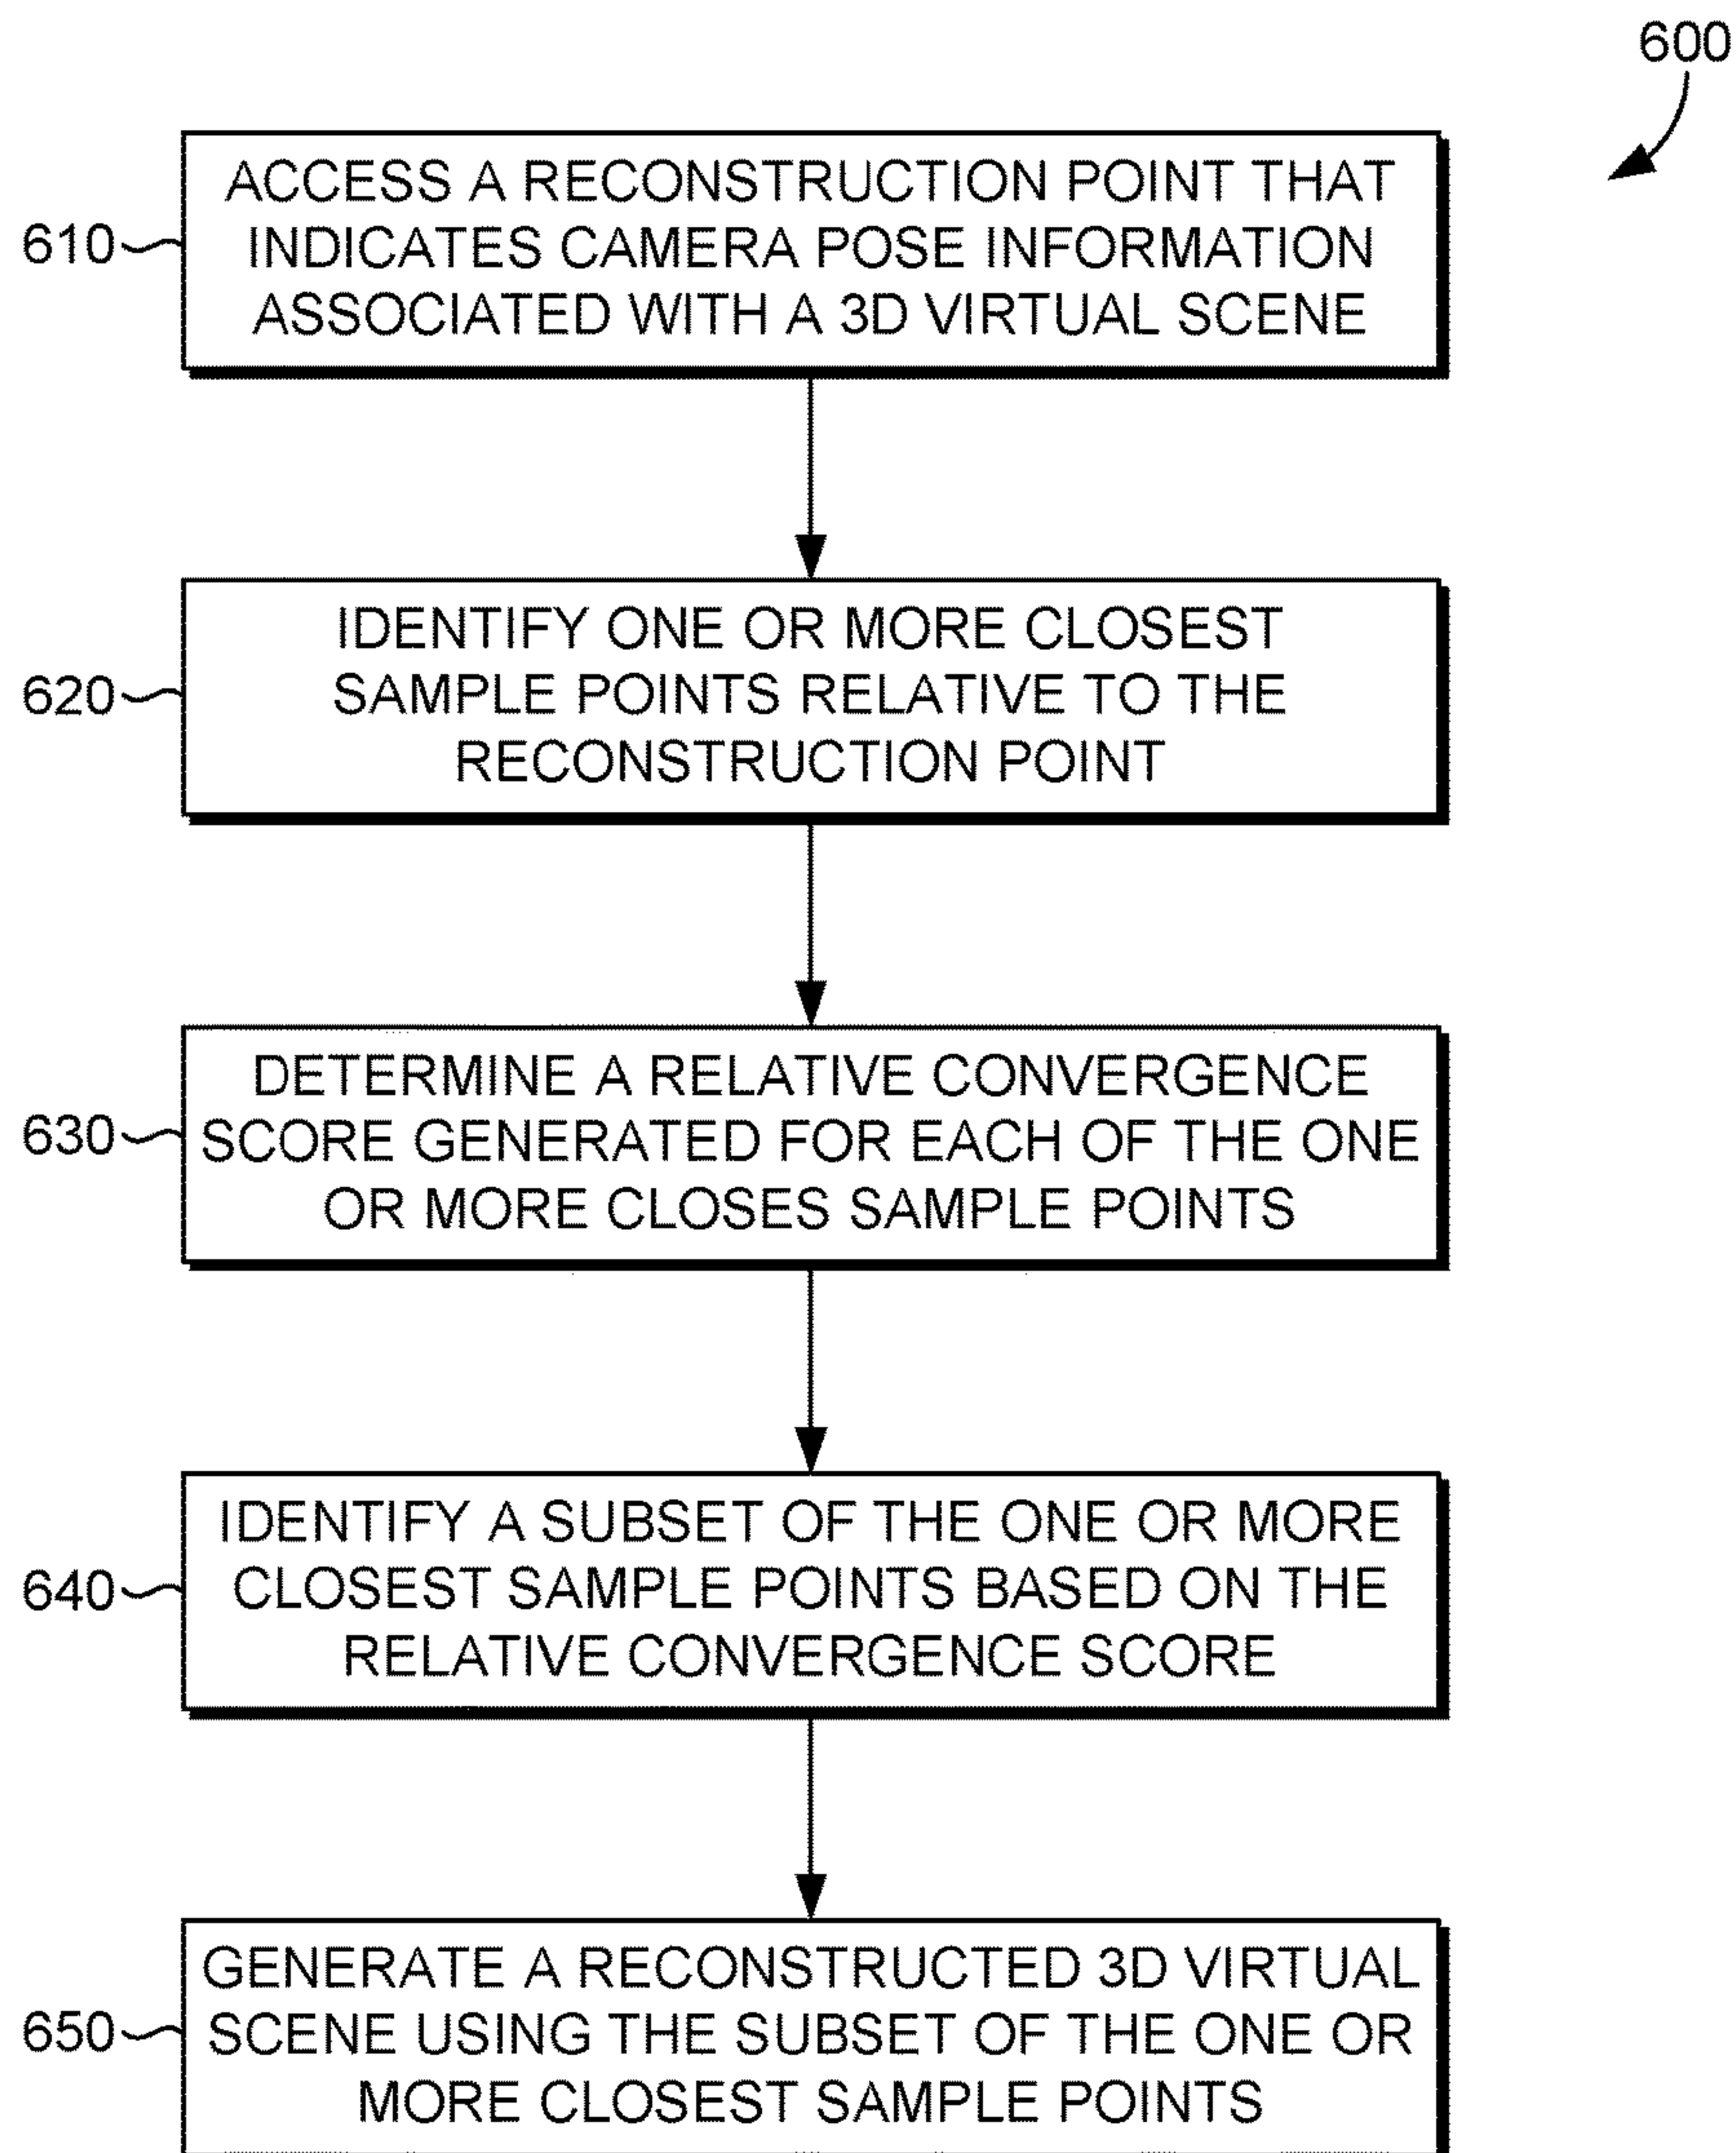 600
ACCESS A RECONSTRUCTION POINT THAT
610
INDICATES CAMERA POSE INFORMATION
ASSOCIATED WITH A 3D VIRTUAL SCENE
IDENTIFY ONE OR MORE CLOSEST
620
SAMPLE POINTS RELATIVE TO THE
RECONSTRUCTION POINT
DETERMINE A RELATIVE CONVERGENCE
630
SCORE GENERATED FOR EACH OF THE ONE
OR MORE CLOSES SAMPLE POINTS
IDENTIFY A SUBSET OF THE ONE OR MORE
640
CLOSEST SAMPLE POINTS BASED ON THE
RELATIVE CONVERGENCE SCORE
GENERATE A RECONSTRUCTED 3D VIRTUAL
650
SCENE USING THE SUBSET OF THE ONE OR
MORE CLOSEST SAMPLE POINTS